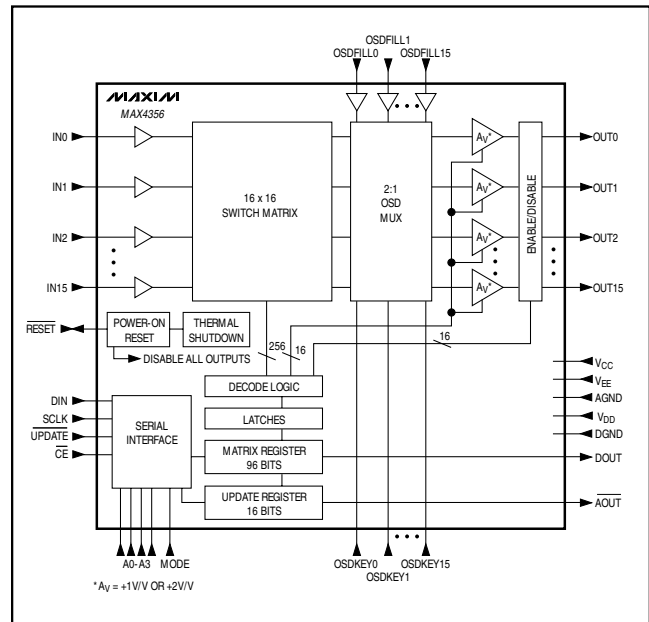 OSDFILL1
OSDFILL0 OSDFILL15
MAXIM
MAX4356
IN0
IN1
IN2
IN15
16 x 16
SWITCH MATRIX
2:1
OSD
MUX
AV*
AV*
AV*
AV*
ENABLE/DISABLE
OUT0
OUT1
OUT2
OUT15
RESET
POWER-ON
RESET
THERMAL
SHUTDOWN
DISABLE ALL OUTPUTS
256
16
16
DECODE LOGIC
LATCHES
MATRIX REGISTER
96 BITS
UPDATE REGISTER
16 BITS
DIN
SCLK
UPDATE
CE
SERIAL
INTERFACE
VCC
VEE
AGND
VDD
DGND
DOUT
AOUT
A0-A3 MODE
OSDKEY0 OSDKEY15
OSDKEY1
*AV = +1V/V OR +2V/V